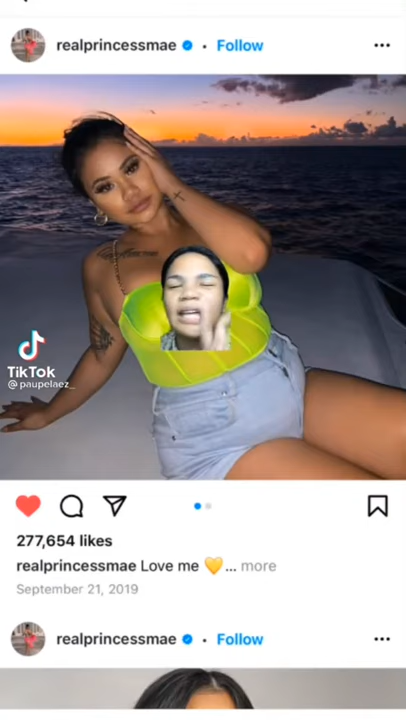 realprincessmae • Follow
TikTok
@paupelaez_
277,654 likes
realprincessmae Love me 💛... more
September 21, 2019
realprincessmae • Follow